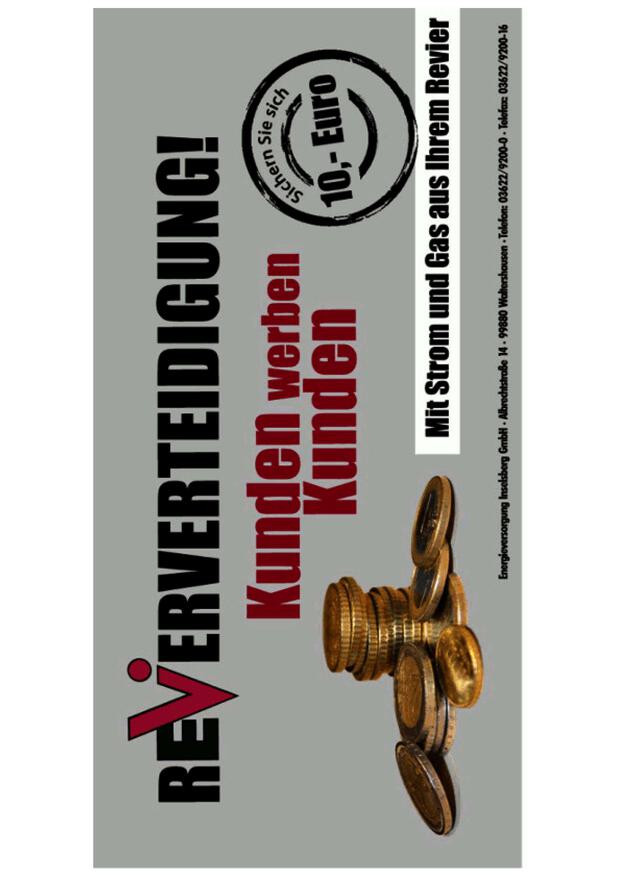 REViERVERTEIDIGUNG!
Kunden werben
Kunden
Sichern Sie sich
10,- Euro
Mit Strom und Gas aus Ihrem Revier
Energieversorgung Inselsberg GmbH · Albrechtstraße 14 · 99880 Waltershausen · Telefon: 03622/9200-0 · Telefax: 03622/9200-16